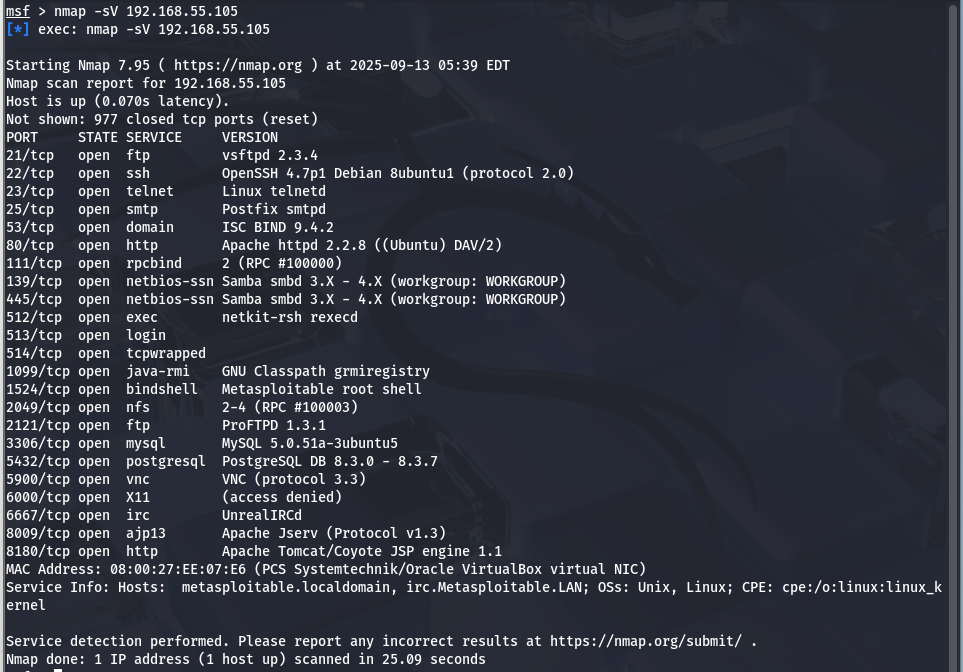 msf > nmap -sV 192.168.55.105
[*] exec: nmap -sV 192.168.55.105
Starting Nmap 7.95 ( https://nmap.org ) at 2025-09-13 05:39 EDT
Nmap scan report for 192.168.55.105
Host is up (0.070s latency).
Not shown: 977 closed tcp ports (reset)
PORT     STATE SERVICE     VERSION
21/tcp   open  ftp         vsftpd 2.3.4
22/tcp   open  ssh         OpenSSH 4.7p1 Debian 8ubuntu1 (protocol 2.0)
23/tcp   open  telnet      Linux telnetd
25/tcp   open  smtp        Postfix smtpd
53/tcp   open  domain      ISC BIND 9.4.2
80/tcp   open  http        Apache httpd 2.2.8 ((Ubuntu) DAV/2)
111/tcp  open  rpcbind     2 (RPC #100000)
139/tcp  open  netbios-ssn Samba smbd 3.X - 4.X (workgroup: WORKGROUP)
445/tcp  open  netbios-ssn Samba smbd 3.X - 4.X (workgroup: WORKGROUP)
512/tcp  open  exec        netkit-rsh rexecd
513/tcp  open  login
514/tcp  open  tcpwrapped
1099/tcp open  java-rmi    GNU Classpath grmiregistry
1524/tcp open  bindshell   Metasploitable root shell
2049/tcp open  nfs         2-4 (RPC #100003)
2121/tcp open  ftp         ProFTPD 1.3.1
3306/tcp open  mysql       MySQL 5.0.51a-3ubuntu5
5432/tcp open  postgresql  PostgreSQL DB 8.3.0 - 8.3.7
5900/tcp open  vnc         VNC (protocol 3.3)
6000/tcp open  X11         (access denied)
6667/tcp open  irc         UnrealIRCd
8009/tcp open  ajp13       Apache Jserv (Protocol v1.3)
8180/tcp open  http        Apache Tomcat/Coyote JSP engine 1.1
MAC Address: 08:00:27:EE:07:E6 (PCS Systemtechnik/Oracle VirtualBox virtual NIC)
Service Info: Hosts:  metasploitable.localdomain, irc.Metasploitable.LAN; OSs: Unix, Linux; CPE: cpe:/o:linux:linux_k
ernel
Service detection performed. Please report any incorrect results at https://nmap.org/submit/ .
Nmap done: 1 IP address (1 host up) scanned in 25.09 seconds